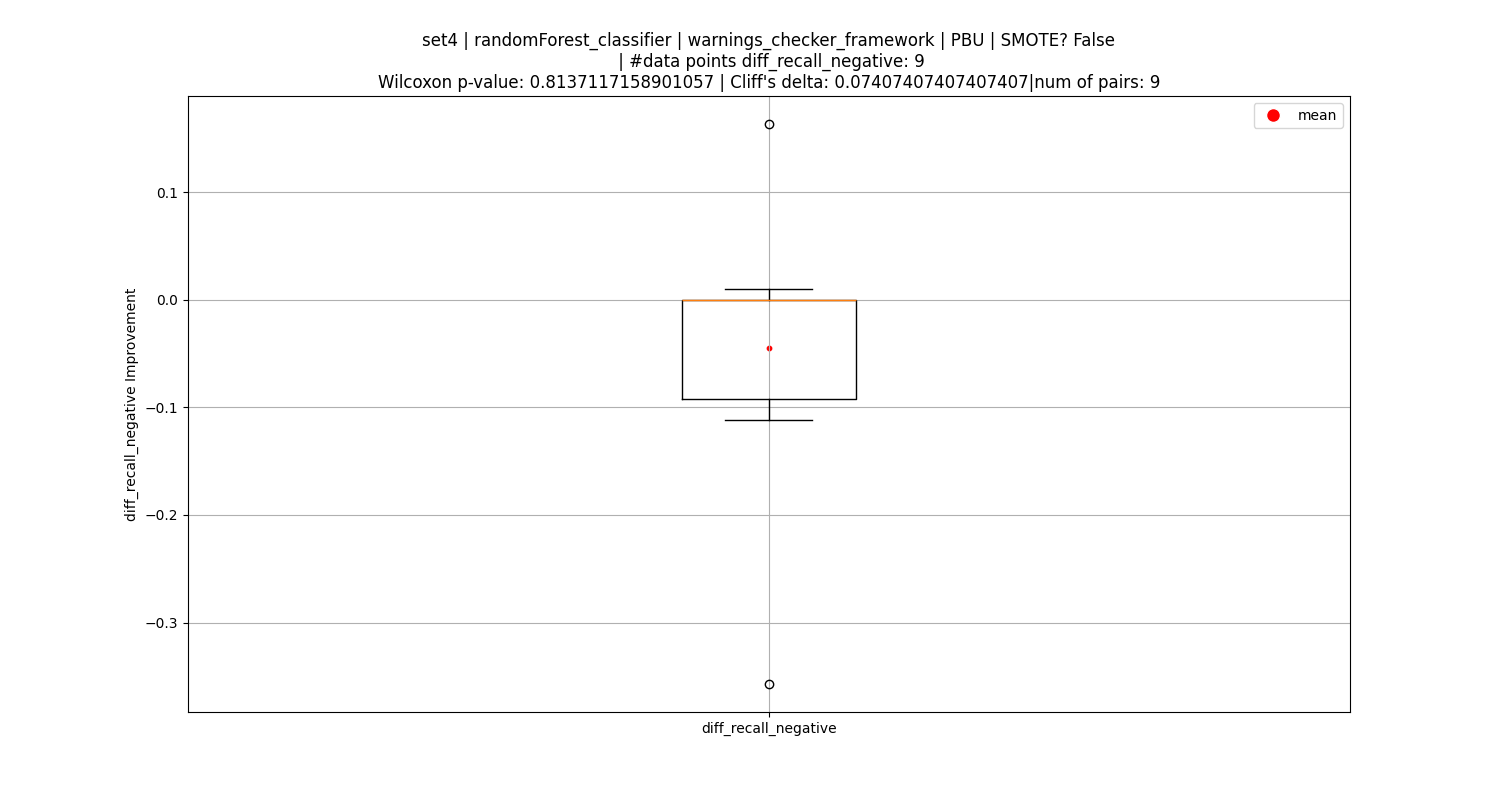 set4 | randomForest_classifier | warnings_checker_framework | PBU | SMOTE? False
| #data points diff_recall_negative: 9
Wilcoxon p-value: 0.8137117158901057 | Cliff's delta: 0.07407407407407407|num of pairs: 9
mean
0.1
0.0
−0.1
−0.2
−0.3
diff_recall_negative Improvement
diff_recall_negative